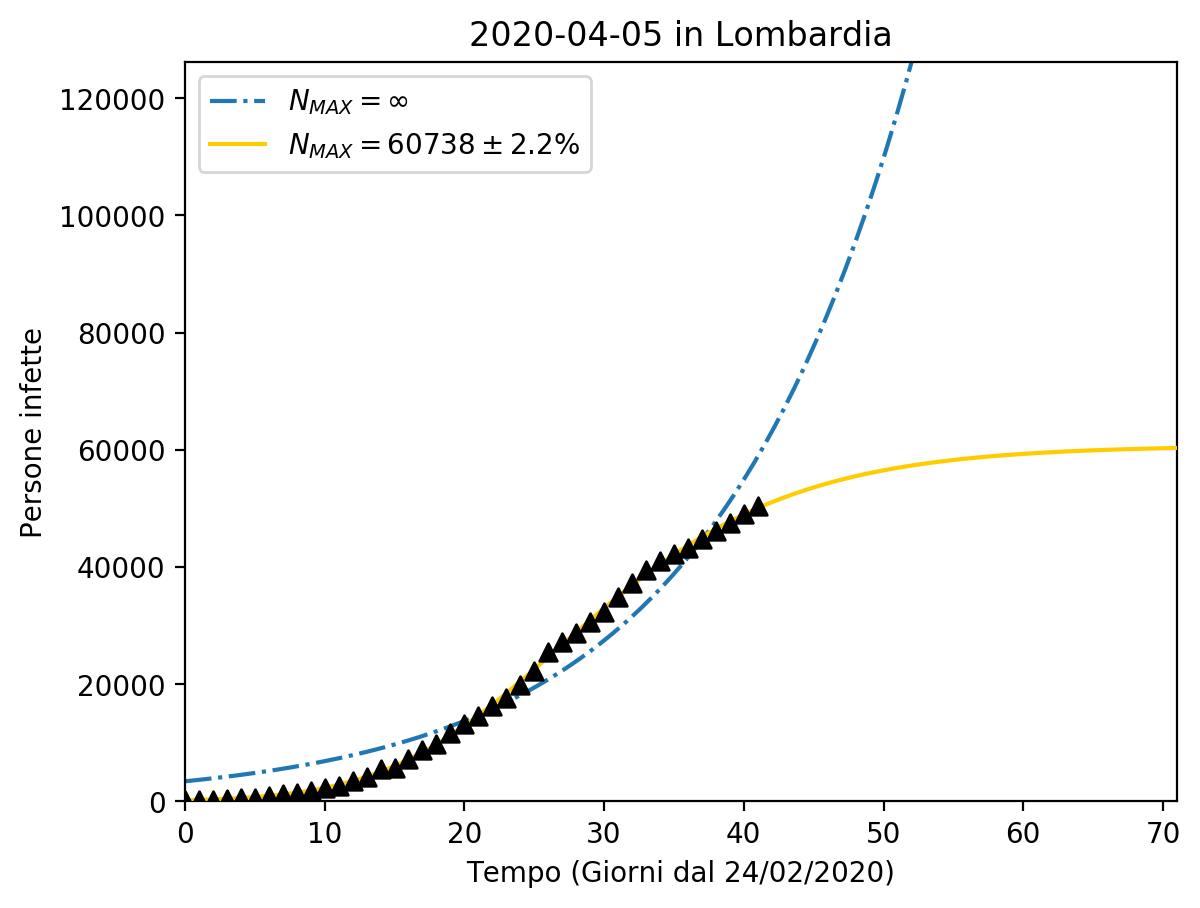 2020-04-05 in Lombardia
N_MAX = ∞
N_MAX = 60738 ± 2.2%
120000
100000
80000
60000
40000
20000
0
Persone infette
0 10 20 30 40 50 60 70
Tempo (Giorni dal 24/02/2020)